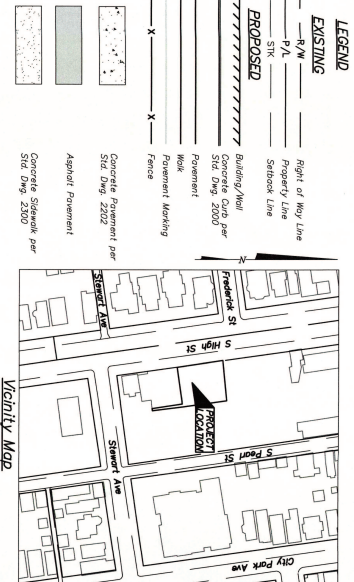 LEGEND
EXISTING
R/W
Right of Way Line
P/L
Property Line
STK
Setback Line
PROPOSED
Building/Wall
Concrete Curb per
Std. Dwg. 2000
Pavement
Walk
Pavement Marking
X X
Fence
Concrete Pavement per
Std. Dwg. 2202
Asphalt Pavement
Concrete Sidewalk per
Std. Dwg. 2300
N
Frederick St
Stewart Ave
S High St
PROJECT
LOCATION
S Pearl St
Stewart Ave
City Park Ave
Vicinity Map